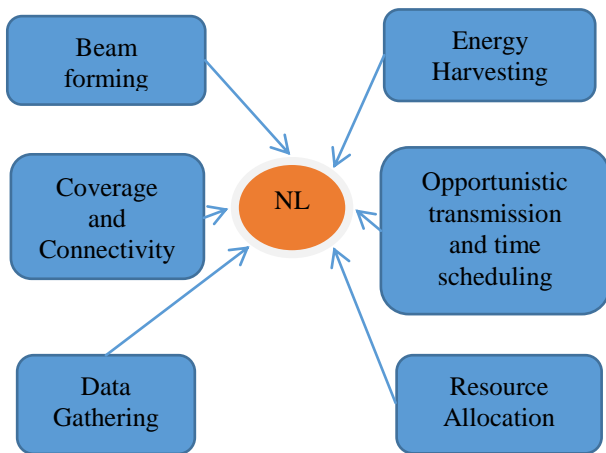 Beam
forming
Energy
Harvesting
Coverage
and
Connectivity
NL
Opportunistic
transmission
and time
scheduling
Data
Gathering
Resource
Allocation